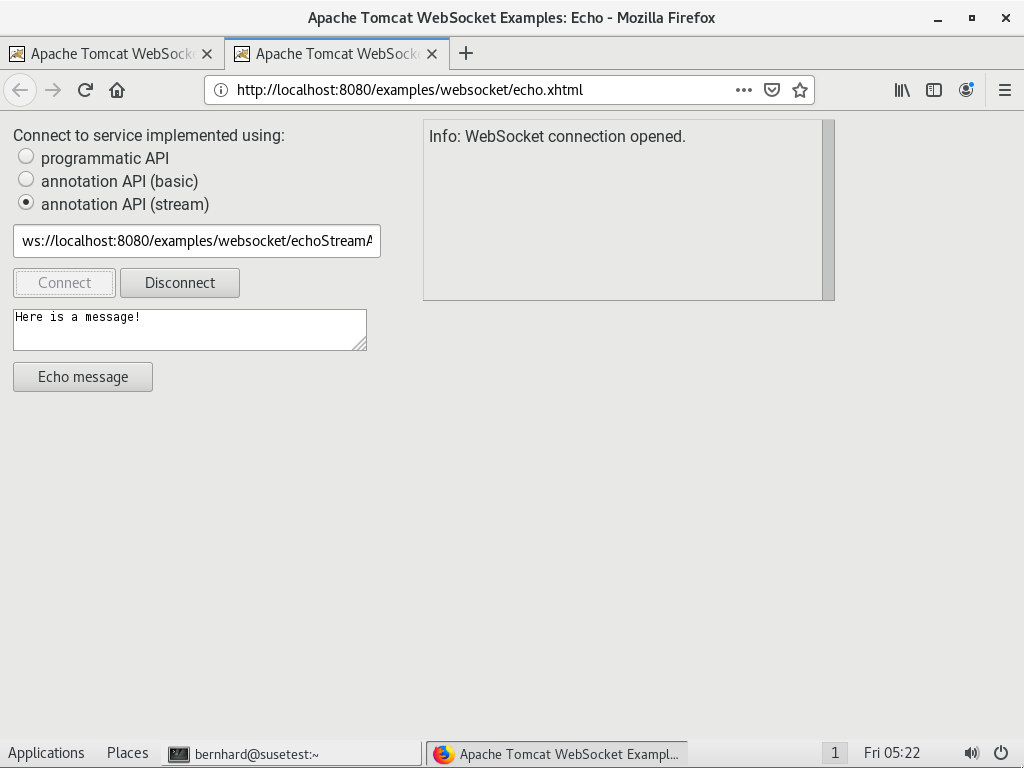 Apache Tomcat WebSocket Examples: Echo - Mozilla Firefox
Apache Tomcat WebSocke
Apache Tomcat WebSocke
http://localhost:8080/examples/websocket/echo.xhtml
Connect to service implemented using:
programmatic API
annotation API (basic)
annotation API (stream)
ws://localhost:8080/examples/websocket/echoStreamA
Connect
Disconnect
Here is a message!
Echo message
Info: WebSocket connection opened.
Applications
Places
bernhard@susetest:~
Apache Tomcat WebSocket Exampl...
1
Fri 05:22